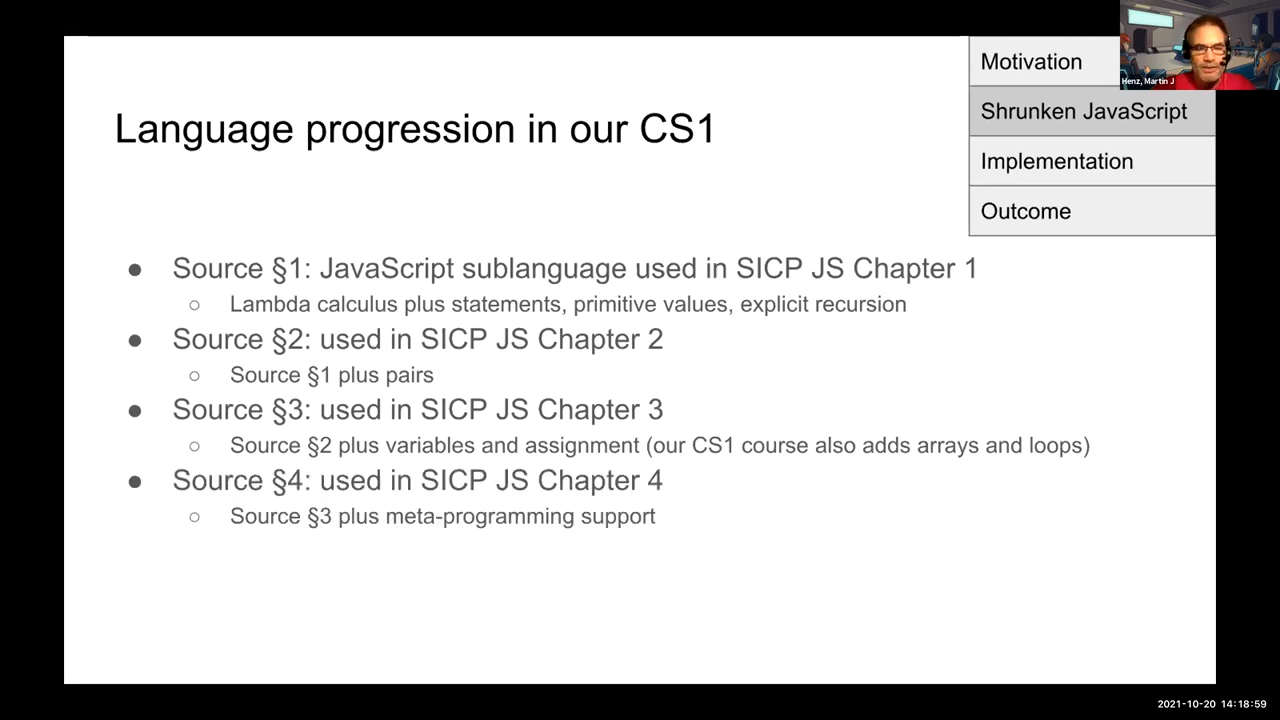 Motivation
Henz, Martin J
Shrunken JavaScript
Language progression in our CS1
Implementation
Outcome
● Source §1: JavaScript sublanguage used in SICP JS Chapter 1
○ Lambda calculus plus statements, primitive values, explicit recursion
● Source §2: used in SICP JS Chapter 2
○ Source §1 plus pairs
● Source §3: used in SICP JS Chapter 3
○ Source §2 plus variables and assignment (our CS1 course also adds arrays and loops)
● Source §4: used in SICP JS Chapter 4
○ Source §3 plus meta-programming support
2021-10-20 14:18:59